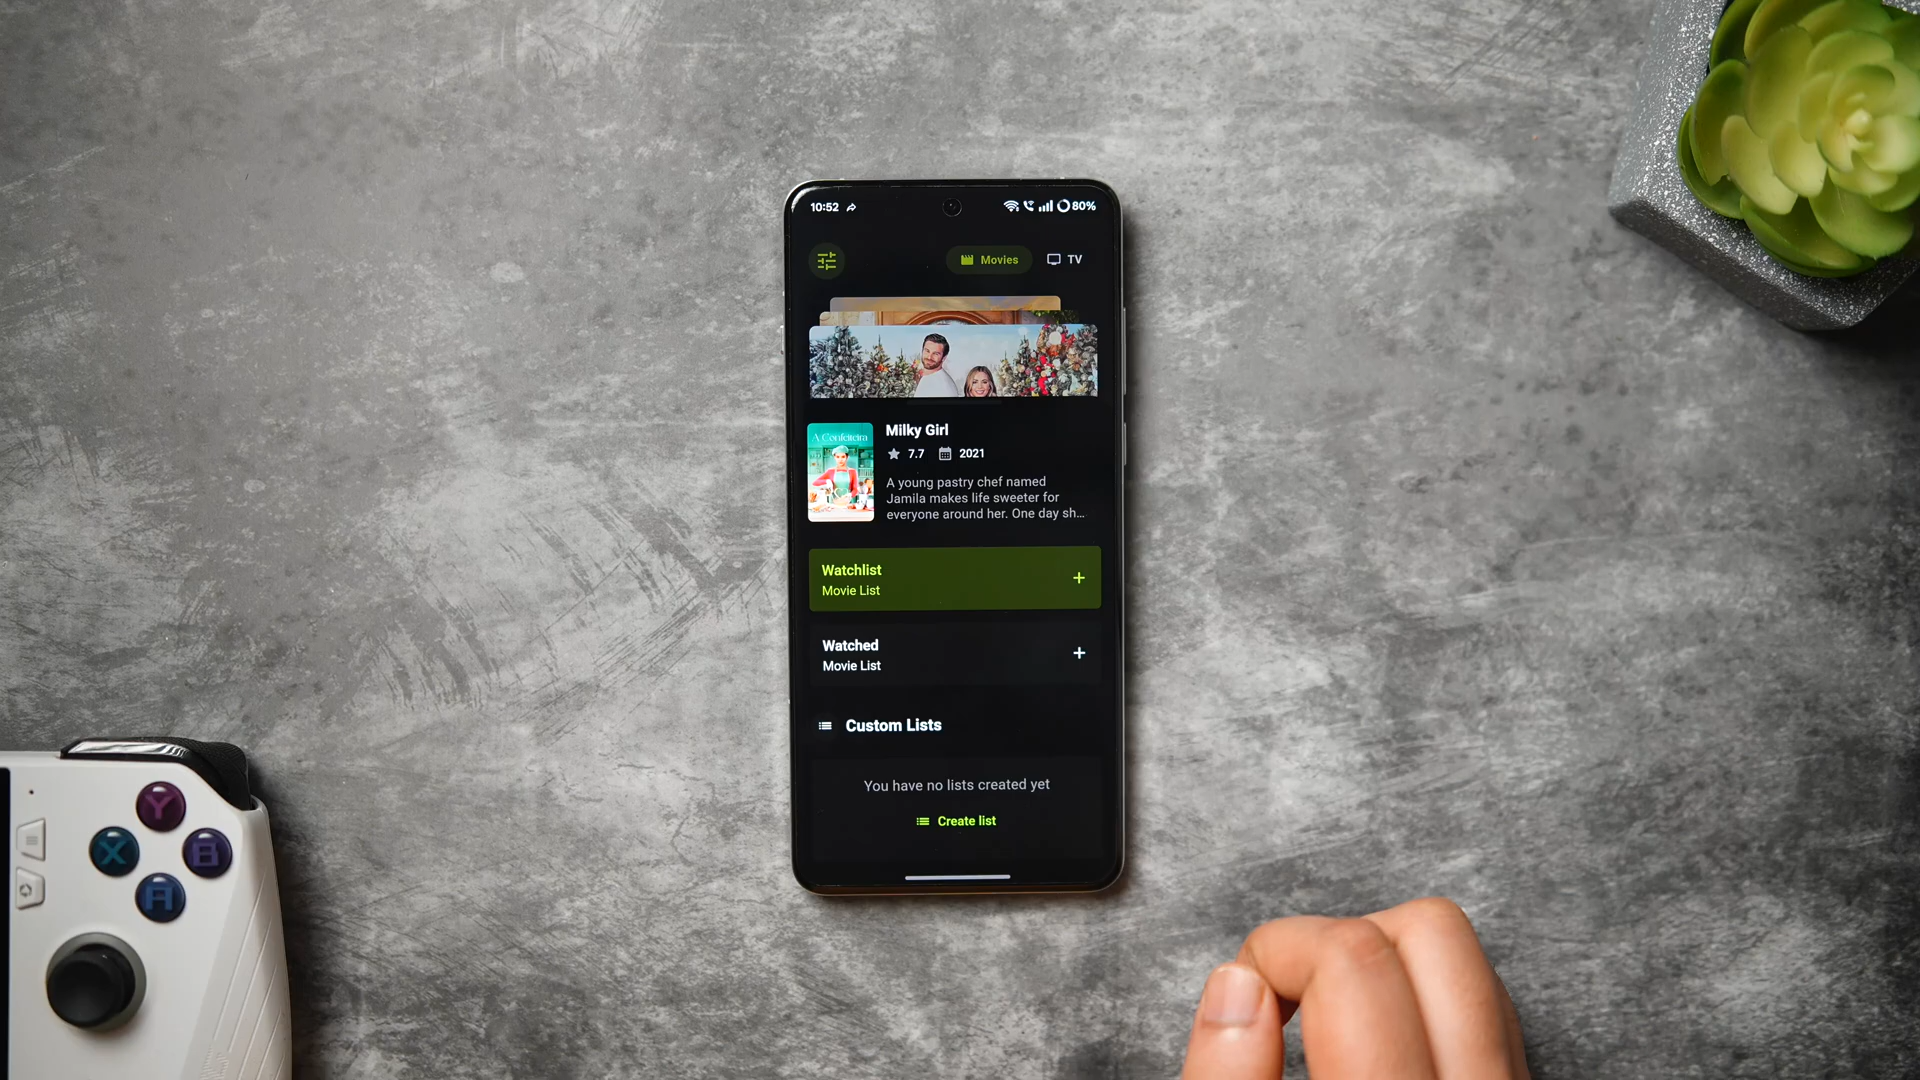 10:52
80%
Movies
TV
A Confeiteira
Milky Girl
7.7
2021
A young pastry chef named
Jamila makes life sweeter for
everyone around her. One day sh...
Watchlist
Movie List
Watched
Movie List
Custom Lists
You have no lists created yet
Create list
Y
X
B
A